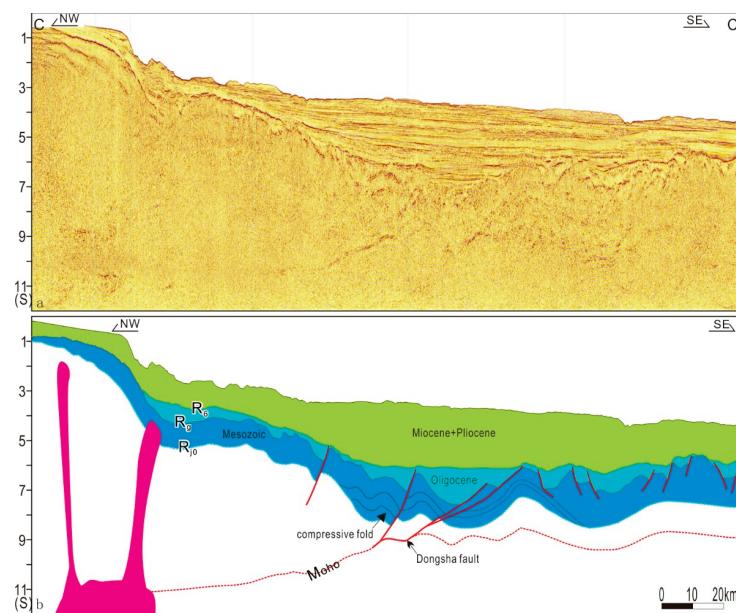 C NW SE C
1
3
5
7
9
11
(S) a
NW SE
1
3
5
7
9
11
(S) b
R6
Rg
Mesozoic
Rj0
Miocene+Pliocene
Oligocene
compressive fold
Dongsha fault
Moho
0 10 20km